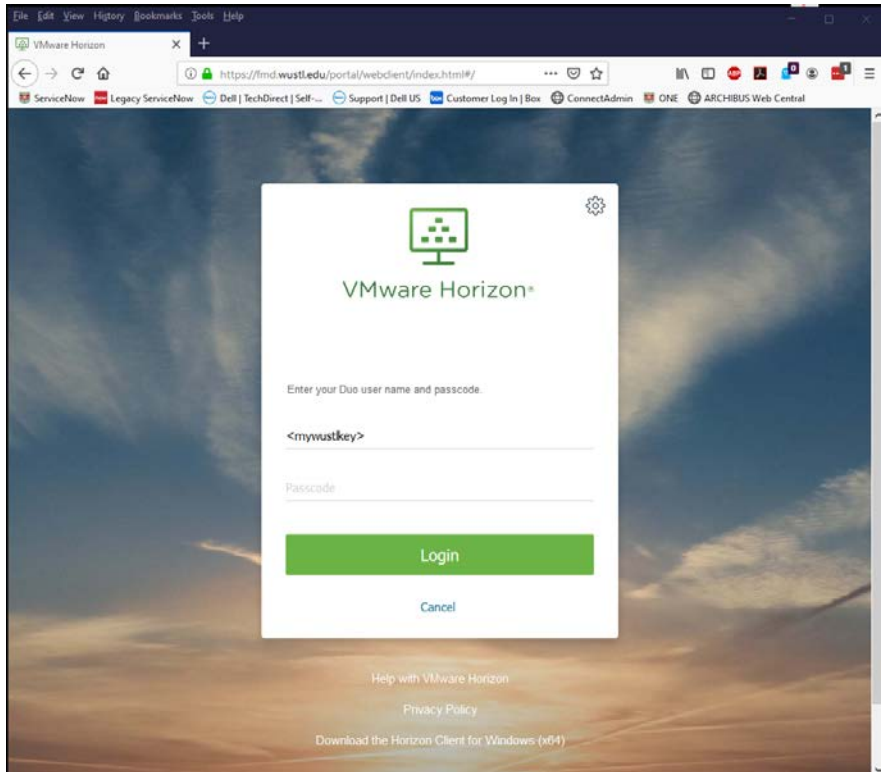 File Edit View History Bookmarks Tools Help
VMware Horizon
https://fmd.wustl.edu/portal/webclient/index.html#/
ServiceNow Legacy ServiceNow Dell | TechDirect | Self-... Support | Dell US Customer Log In | Box ConnectAdmin ONE ARCHIBUS Web Central
VMware Horizon®
Enter your Duo user name and passcode.
<mywustlkey>
Passcode
Login
Cancel
Help with VMware Horizon
Privacy Policy
Download the Horizon Client for Windows (x64)